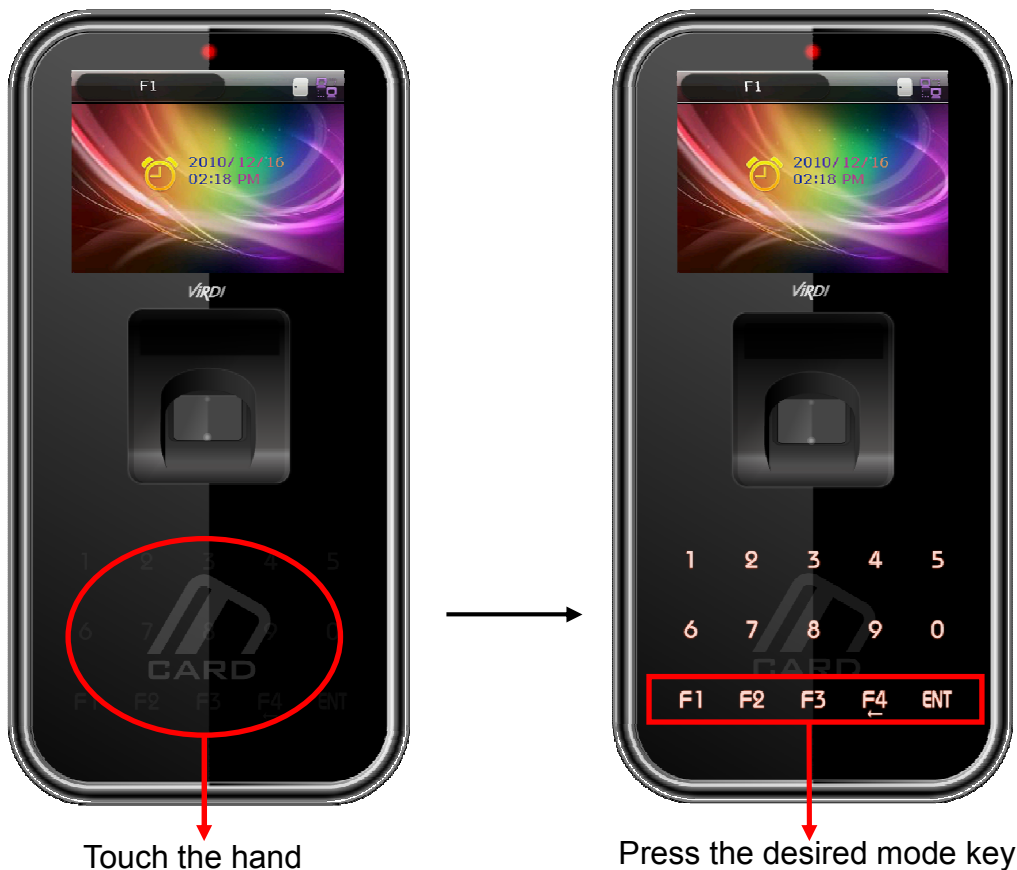 F1
2010/12/16
02:18 PM
ViRDI
1 2 3 4 5
6 7 8 9 0
CARD
F1 F2 F3 F4 ENT
Touch the hand
F1
2010/12/16
02:18 PM
ViRDI
1 2 3 4 5
6 7 8 9 0
CARD
F1 F2 F3 F4 ENT
←
Press the desired mode key